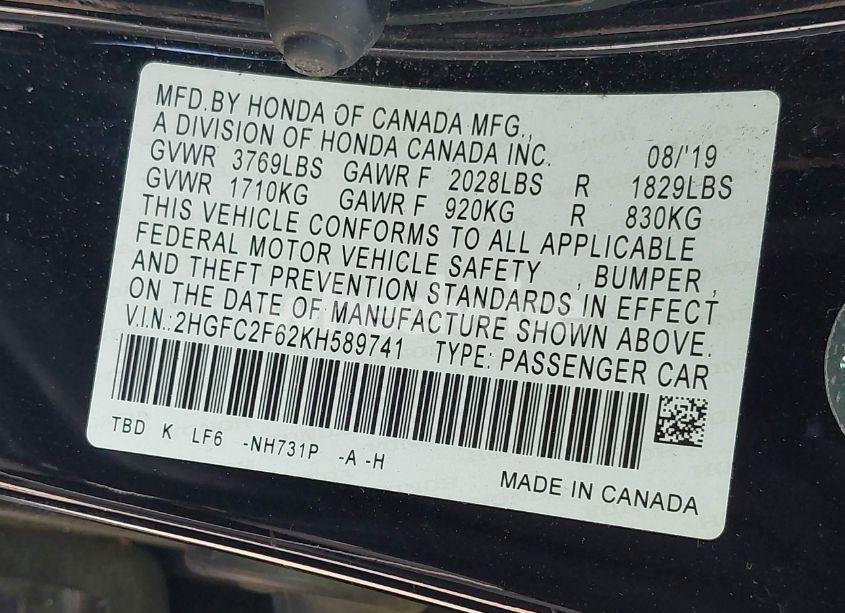 MFD.BY HONDA OF CANADA MFG.,
A DIVISION OF HONDA CANADA INC. 08/'19
GVWR 3769LBS GAWR F 2028LBS R 1829LBS
GVWR 1710KG GAWR F 920KG R 830KG
THIS VEHICLE CONFORMS TO ALL APPLICABLE
FEDERAL MOTOR VEHICLE SAFETY , BUMPER ,
AND THEFT PREVENTION STANDARDS IN EFFECT
ON THE DATE OF MANUFACTURE SHOWN ABOVE.
V.I.N.:2HGFC2F62KH589741 TYPE: PASSENGER CAR
TBD K LF6 -NH731P -A -H
MADE IN CANADA